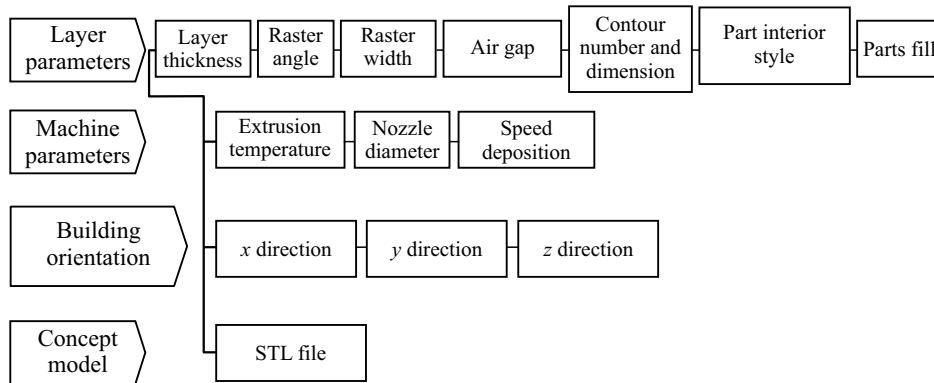 Layer
parameters
Layer
thickness
Raster
angle
Raster
width
Air gap
Contour
number and
dimension
Part interior
style
Parts fill
Machine
parameters
Extrusion
temperature
Nozzle
diameter
Speed
deposition
Building
orientation
x direction
y direction
z direction
Concept
model
STL file